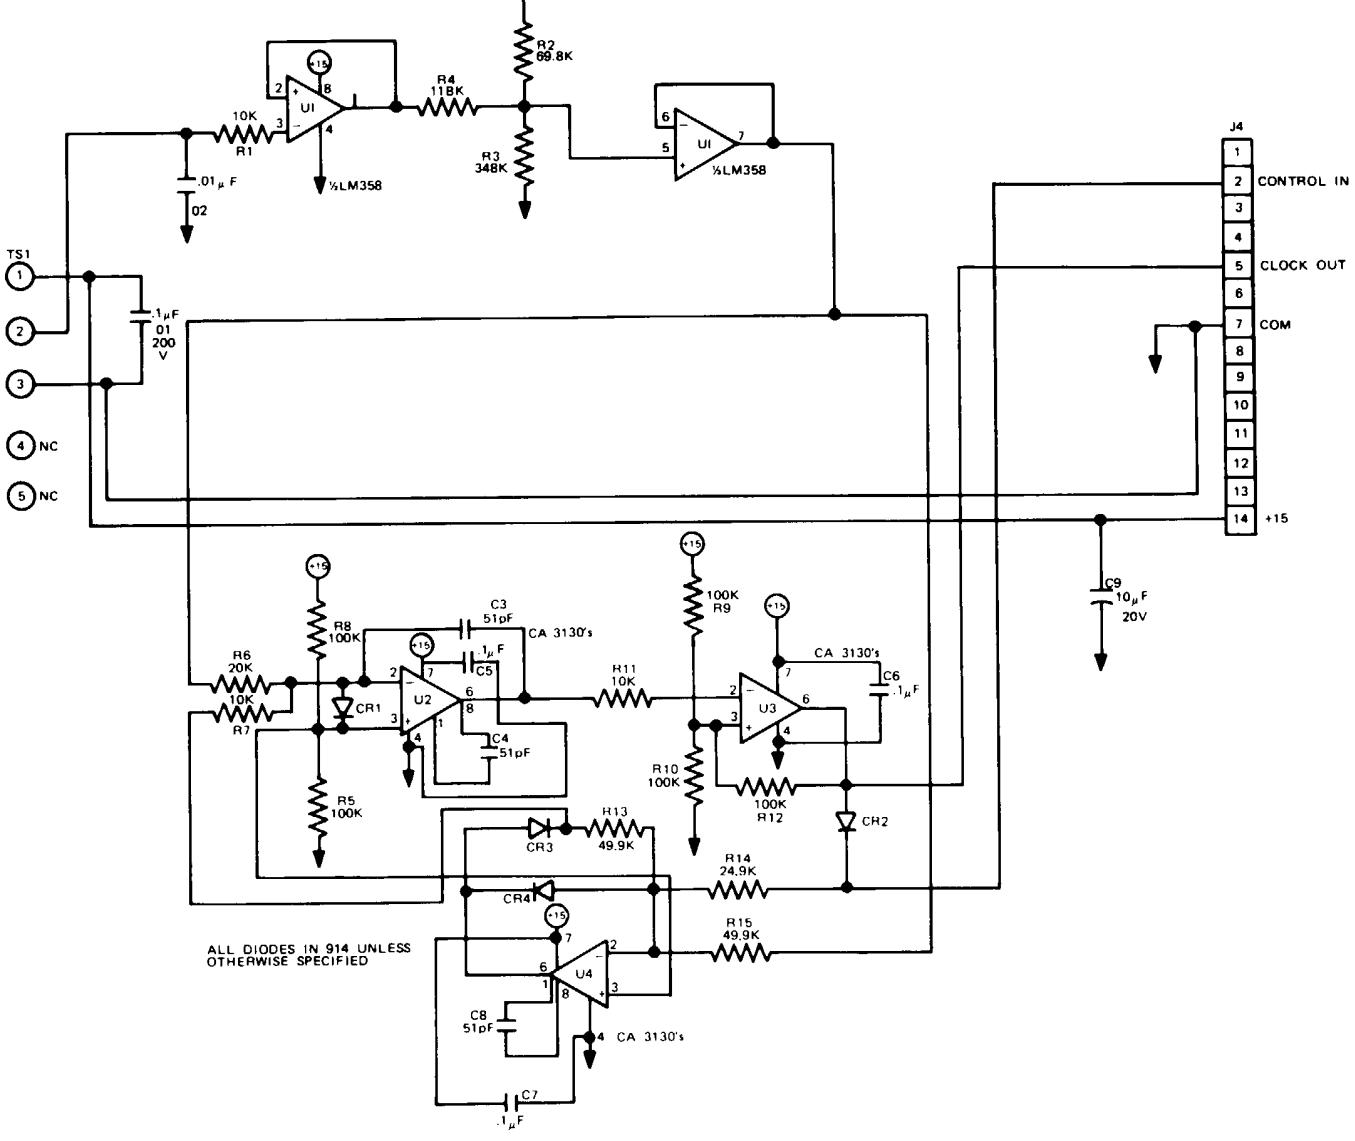 R2
69.8K
+15
8
2
+
U1
R4
118K
10K
3
−
4
R1
½LM358
.01μF
02
R3
348K
6
−
7
U1
5
+
½LM358
J4
1
2 CONTROL IN
3
4
5 CLOCK OUT
6
7 COM
8
9
10
11
12
13
14 +15
TS1
1
2
3
4 NC
5 NC
.1μF
01
200
V
C9
10μF
20V
+15
R8
100K
C3
51pF
CA 3130's
+15
.1μF
C5
R6
20K
10K
R7
CR1
2
−
7
U2
6
8
3
+
1
4
C4
51pF
R5
100K
R11
10K
+15
100K
R9
+15
CA 3130's
7
C6
.1μF
2
−
U3
6
3
+
4
R10
100K
100K
R12
CR2
CR3
R13
49.9K
CR4
R14
24.9K
R15
49.9K
+15
7
2
−
6
U4
1
8
3
+
C8
51pF
4 CA 3130's
C7
.1μF
ALL DIODES IN 914 UNLESS
OTHERWISE SPECIFIED